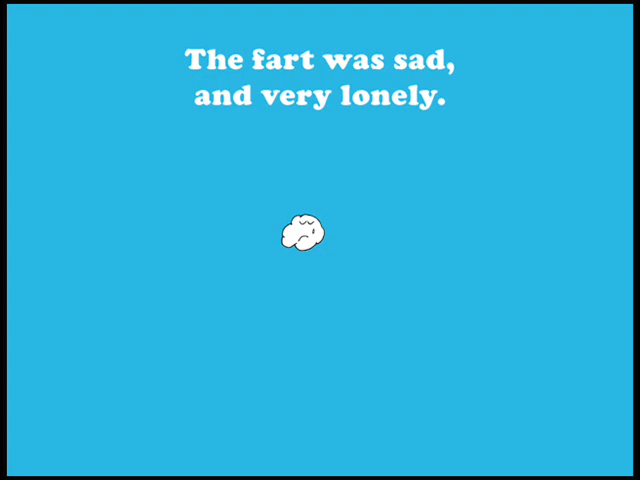 The fart was sad,
and very lonely.